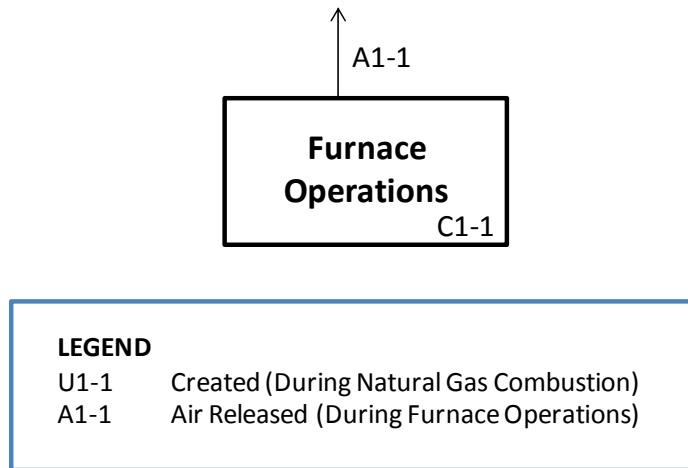 A1-1
Furnace
Operations
C1-1
LEGEND
U1-1 Created (During Natural Gas Combustion)
A1-1 Air Released (During Furnace Operations)